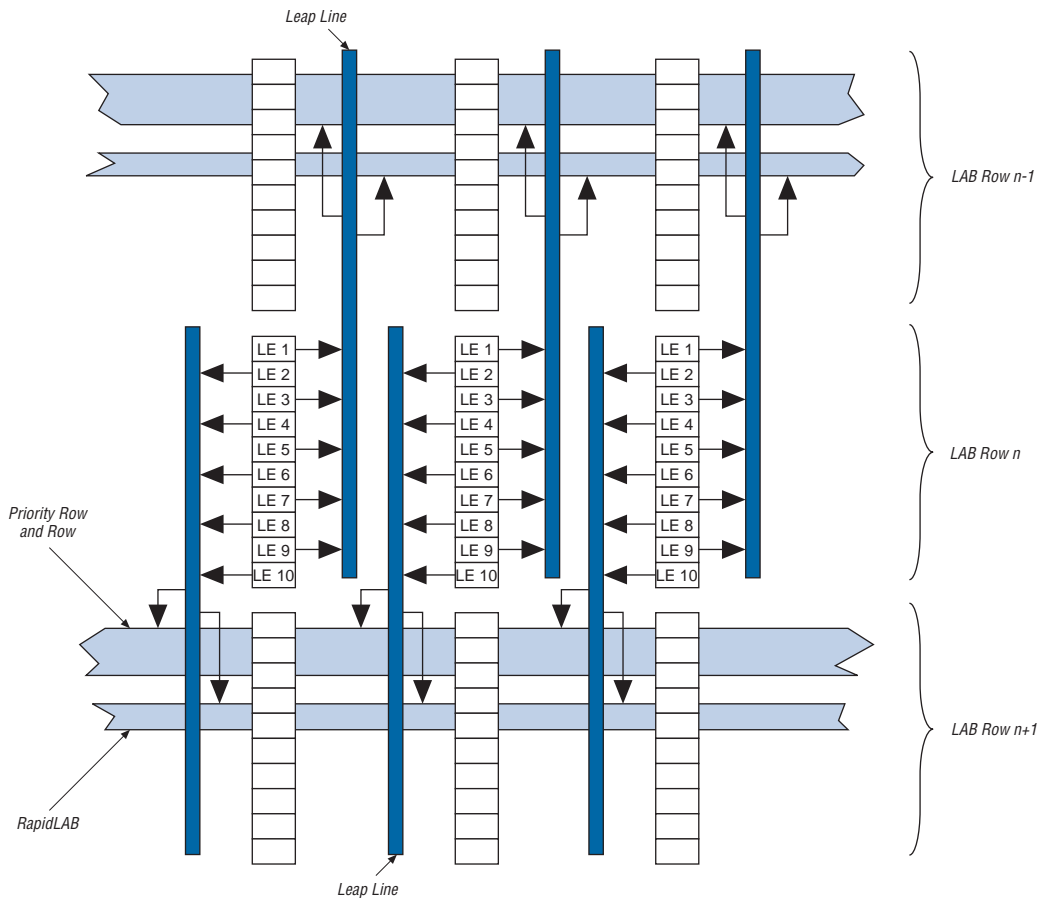 Leap Line
LAB Row n-1
LE 1
LE 2
LE 3
LE 4
LE 5
LE 6
LE 7
LE 8
LE 9
LE 10
LE 1
LE 2
LE 3
LE 4
LE 5
LE 6
LE 7
LE 8
LE 9
LE 10
LE 1
LE 2
LE 3
LE 4
LE 5
LE 6
LE 7
LE 8
LE 9
LE 10
LAB Row n
Priority Row
and Row
LAB Row n+1
RapidLAB
Leap Line